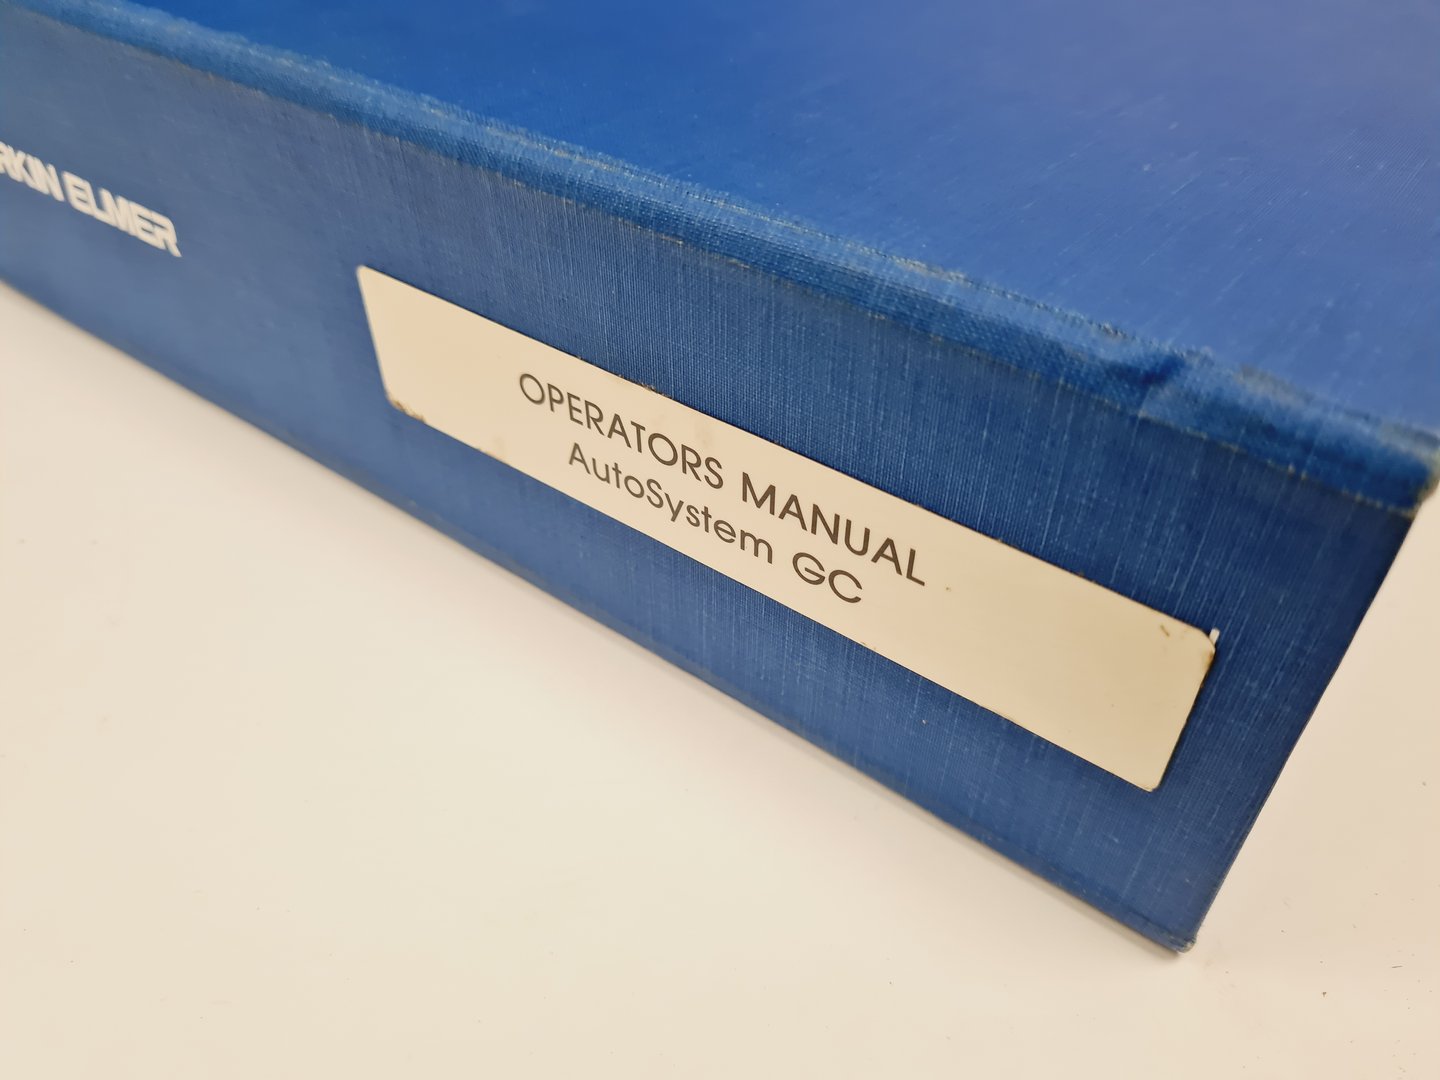 RKIN ELMER
OPERATORS MANUAL
AutoSystem GC